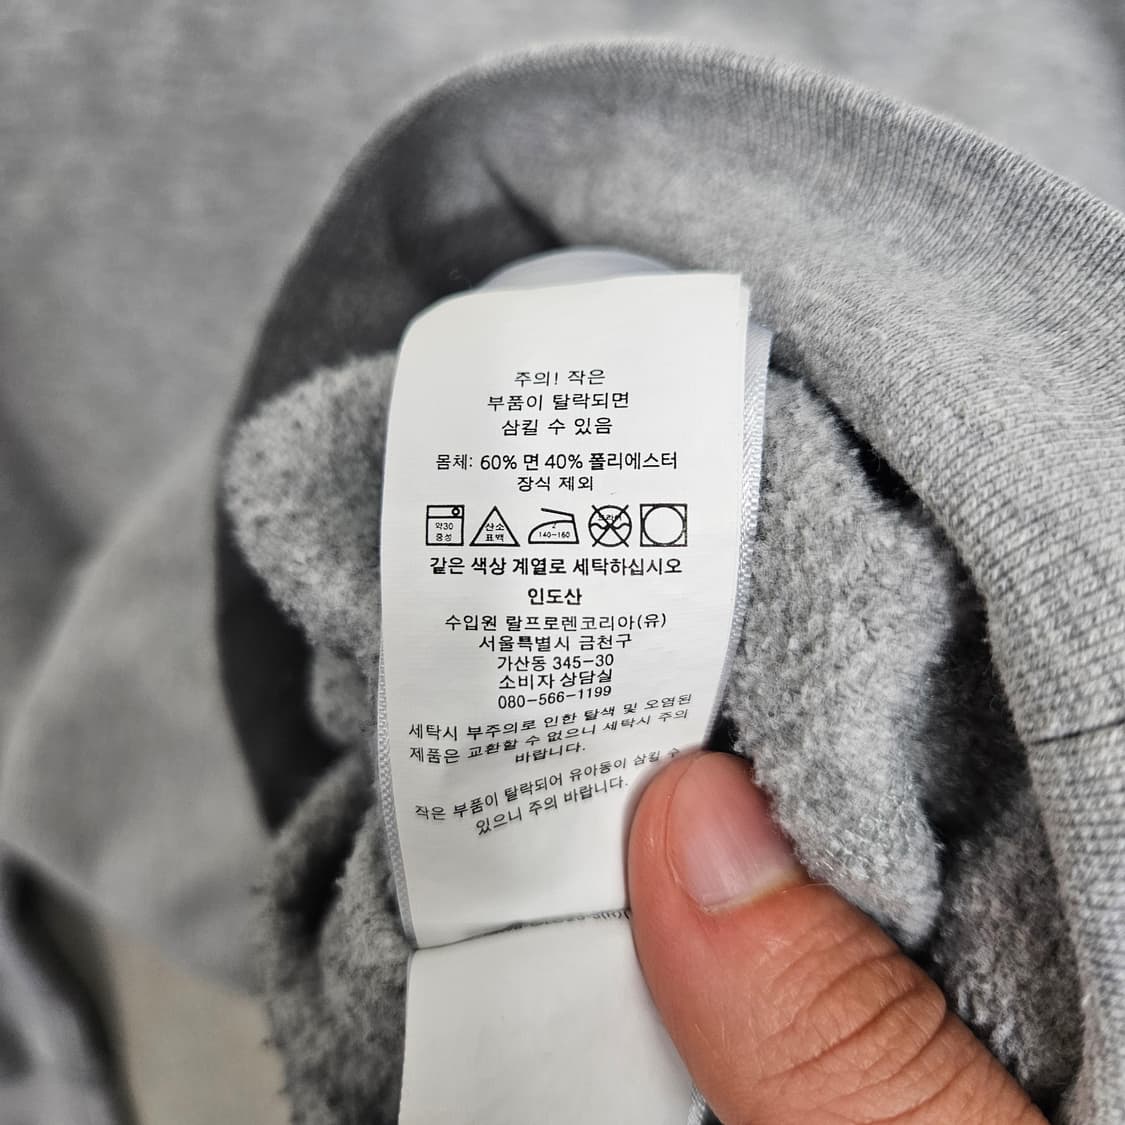 주의! 작은
부품이 탈락되면
삼킬 수 있음
몸체: 60% 면 40% 폴리에스터
장식 제외
약30
중성
산소
표백
2
140-160
드라이
같은 색상 계열로 세탁하십시오
인도산
수입원 랄프로렌코리아(유)
서울특별시 금천구
가산동 345-30
소비자 상담실
080-566-1199
세탁시 부주의로 인한 탈색 및 오염된
제품은 교환할 수 없으니 세탁시 주의
바랍니다.
작은 부품이 탈락되어 유아동이 삼킬 수
있으니 주의 바랍니다.